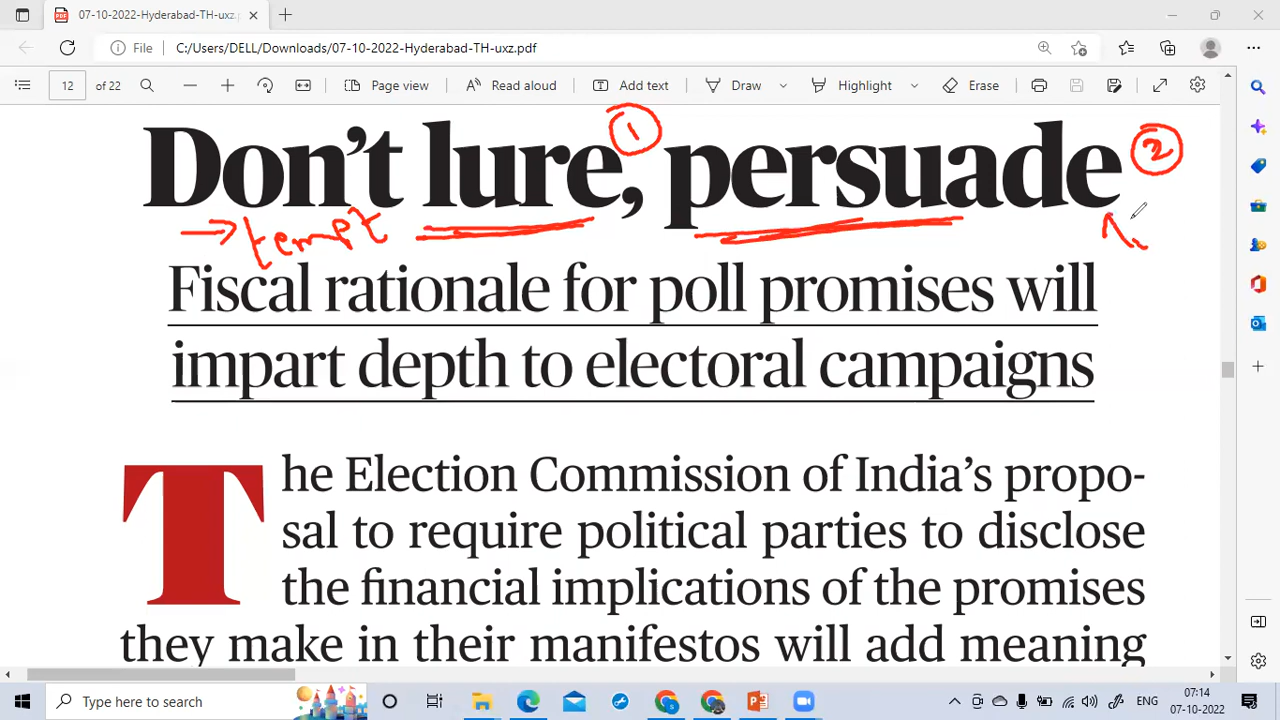 07-10-2022-Hyderabad-TH-uxz.pdf
File C:/Users/DELL/Downloads/07-10-2022-Hyderabad-TH-uxz.pdf
12 of 22 Page view Read aloud Add text Draw Highlight Erase
Don't lure, persuade
1
2
→ tempt
Fiscal rationale for poll promises will
impart depth to electoral campaigns
The Election Commission of India's propo-
sal to require political parties to disclose
the financial implications of the promises
they make in their manifestos will add meaning
Type here to search
ENG
07:14
07-10-2022